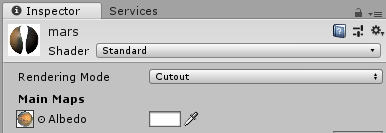 Inspector
Services
mars
Shader
Standard
Rendering Mode
Cutout
Main Maps
Albedo